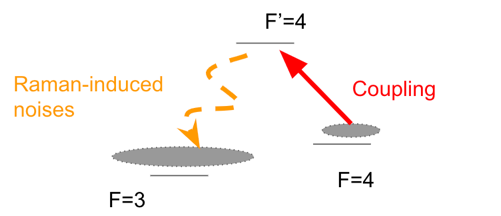 F’=4
Raman-induced
noises
Coupling
F=3
F=4